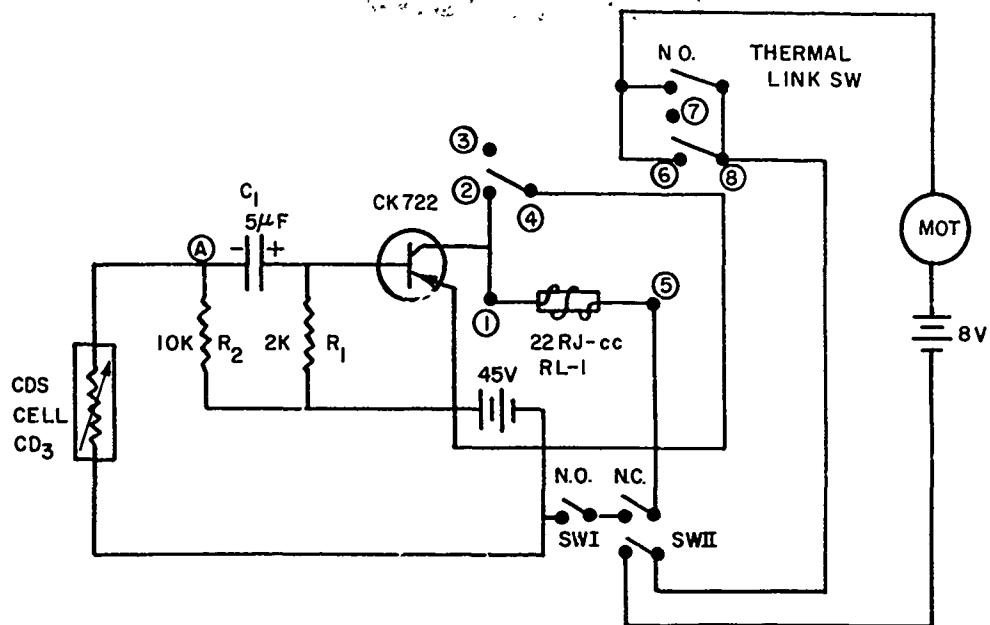 N O.
THERMAL
LINK SW
7
3
6
8
2
4
C1
5μF
CK722
A
- +
MOT
10K R2
2K R1
1
5
22 RJ-cc
RL-1
8V
45V
CDS
CELL
CD3
N.O.
N.C.
SWI
SWII